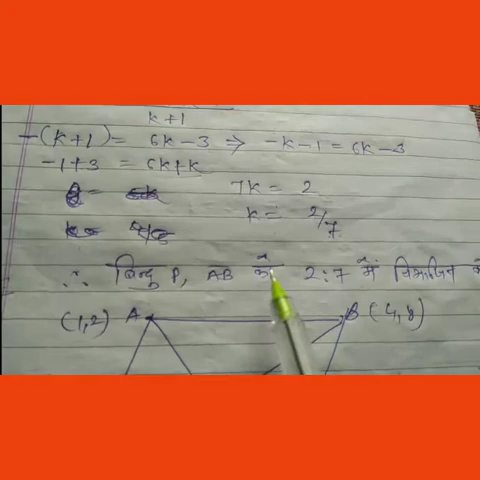 k+1
-(k+1) = 6k-3 ⇒ -k-1 = 6k-3
-1+3 = 6k+k
7k = 2
k = 2/7
∴ बिन्दु P, AB को 2:7 में विभाजित
(1,2) A B (4,8)